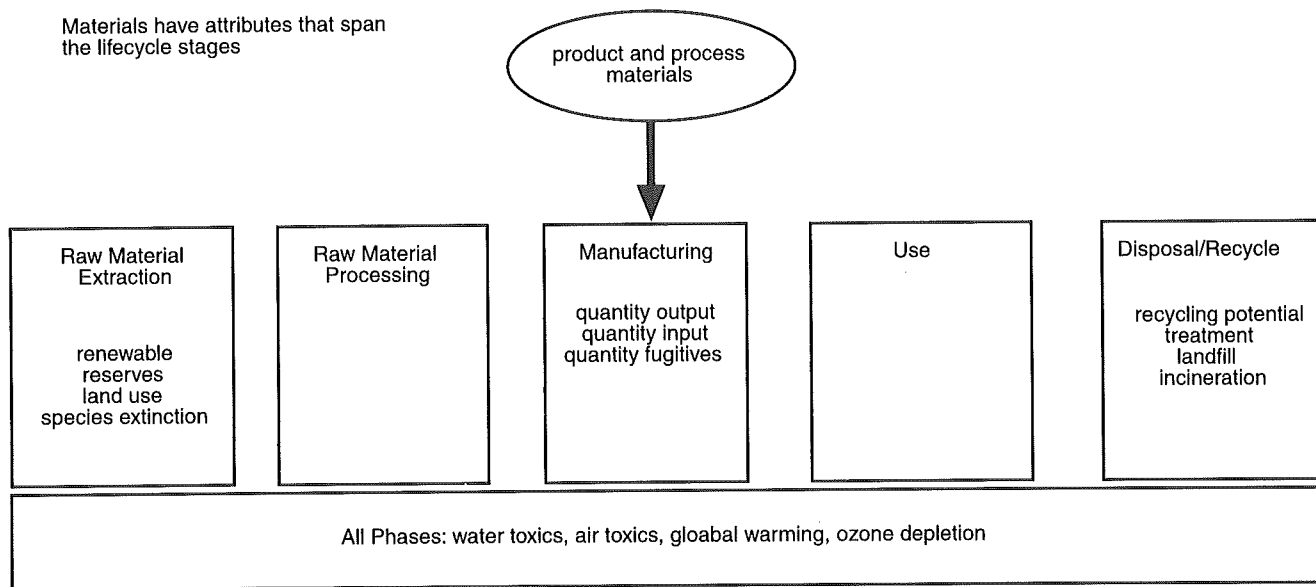 Materials have attributes that span
the lifecycle stages
product and process
materials
Raw Material
Extraction
renewable
reserves
land use
species extinction
Raw Material
Processing
Manufacturing
quantity output
quantity input
quantity fugitives
Use
Disposal/Recycle
recycling potential
treatment
landfill
incineration
All Phases: water toxics, air toxics, gloabal warming, ozone depletion